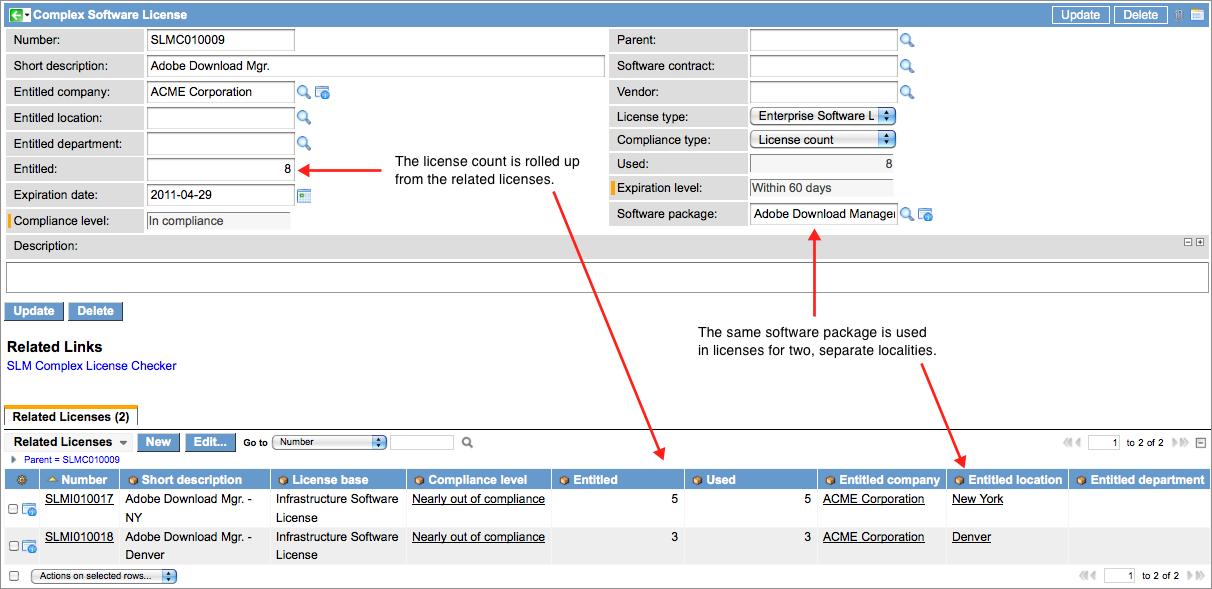 Complex Software License
Update Delete
Number: SLMC010009
Parent:
Short description: Adobe Download Mgr.
Software contract:
Entitled company: ACME Corporation
Vendor:
Entitled location:
License type: Enterprise Software L
Entitled department:
Compliance type: License count
Entitled: 8
Used: 8
Expiration date: 2011-04-29
Expiration level: Within 60 days
Compliance level: In compliance
Software package: Adobe Download Manager
The license count is rolled up
from the related licenses.
Description:
Update Delete
The same software package is used
in licenses for two, separate localities.
Related Links
SLM Complex License Checker
Related Licenses (2)
Related Licenses New Edit... Go to Number 1 to 2 of 2
Parent = SLMC010009
Number Short description License base Compliance level Entitled Used Entitled company Entitled location Entitled department
SLMI010017 Adobe Download Mgr. - Infrastructure Software Nearly out of compliance 5 5 ACME Corporation New York
NY License
SLMI010018 Adobe Download Mgr. - Infrastructure Software Nearly out of compliance 3 3 ACME Corporation Denver
Denver License
Actions on selected rows... 1 to 2 of 2